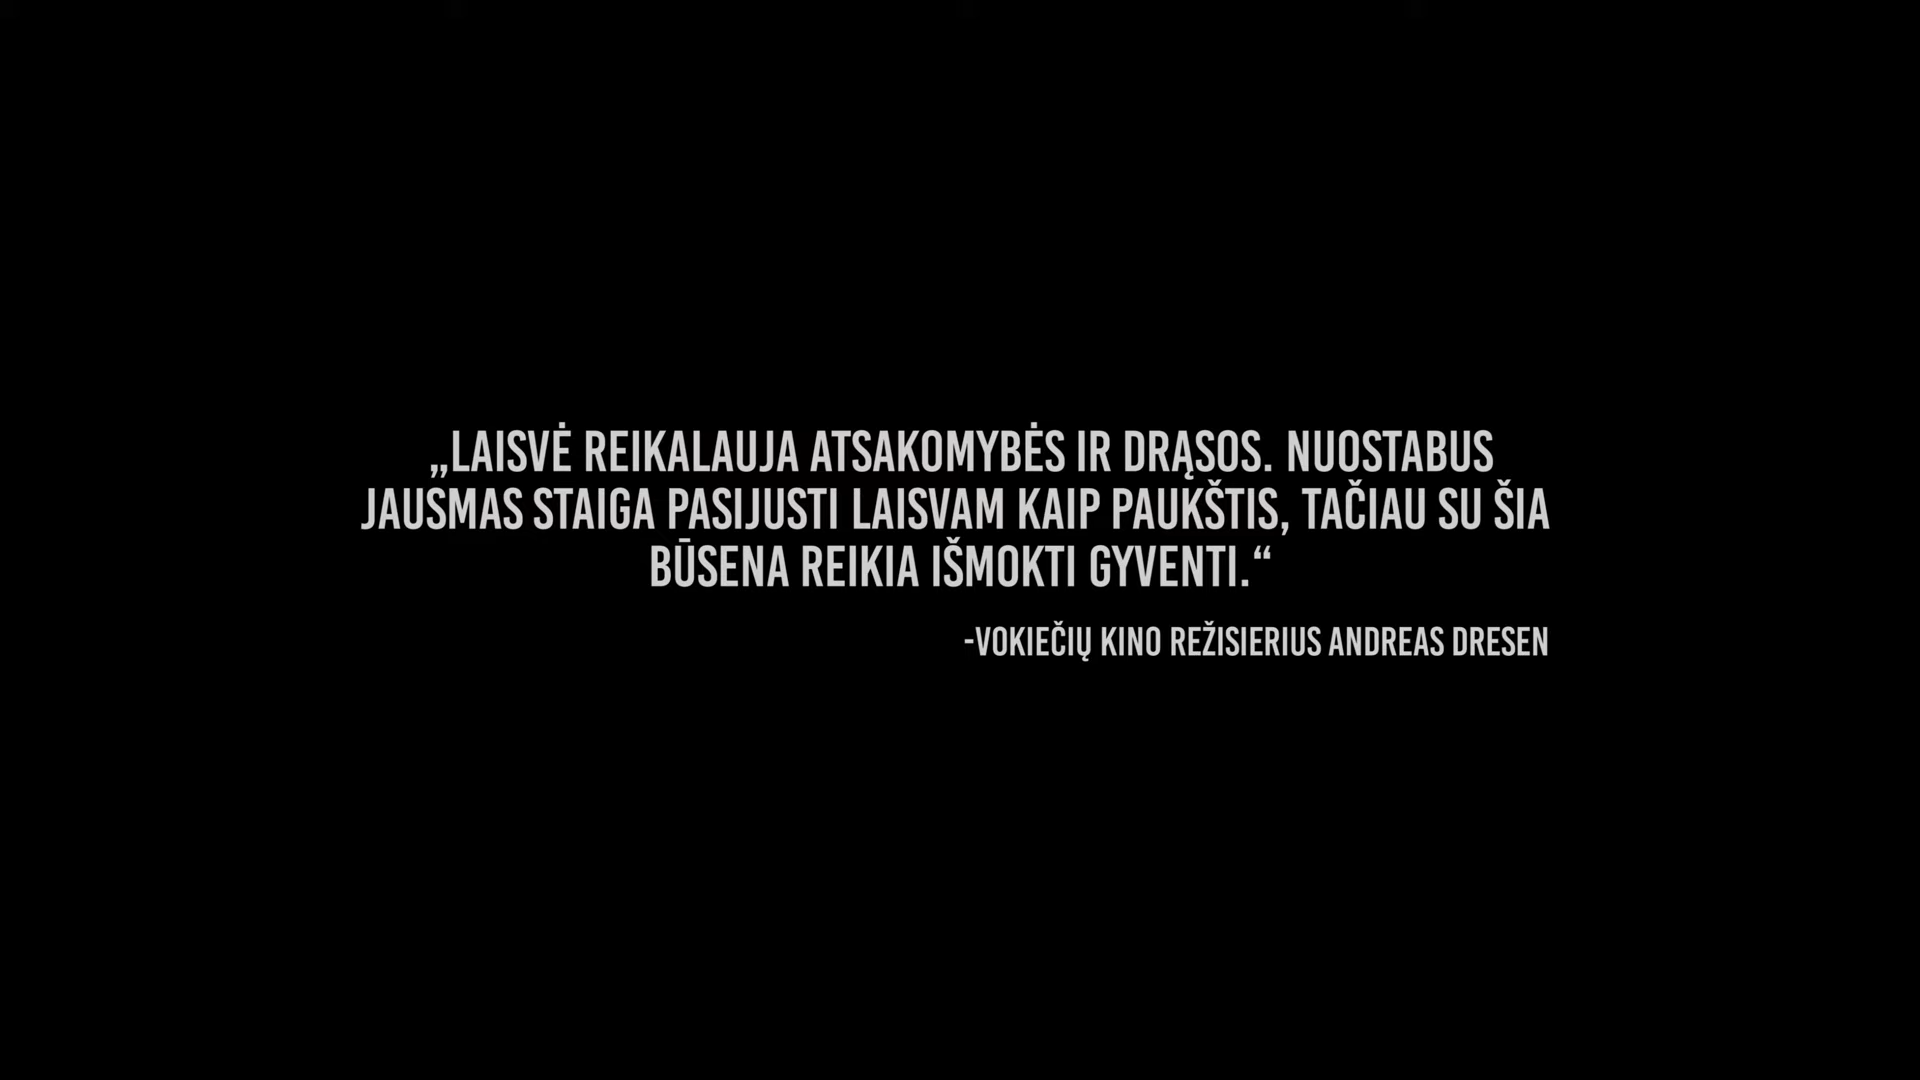 „LAISVĖ REIKALAUJA ATSAKOMYBĖS IR DRĄSOS. NUOSTABUS
JAUSMAS STAIGA PASIJUSTI LAISVAM KAIP PAUKŠTIS, TAČIAU SU ŠIA
BŪSENA REIKIA IŠMOKTI GYVENTI.“
-VOKIEČIŲ KINO REŽISIERIUS ANDREAS DRESEN